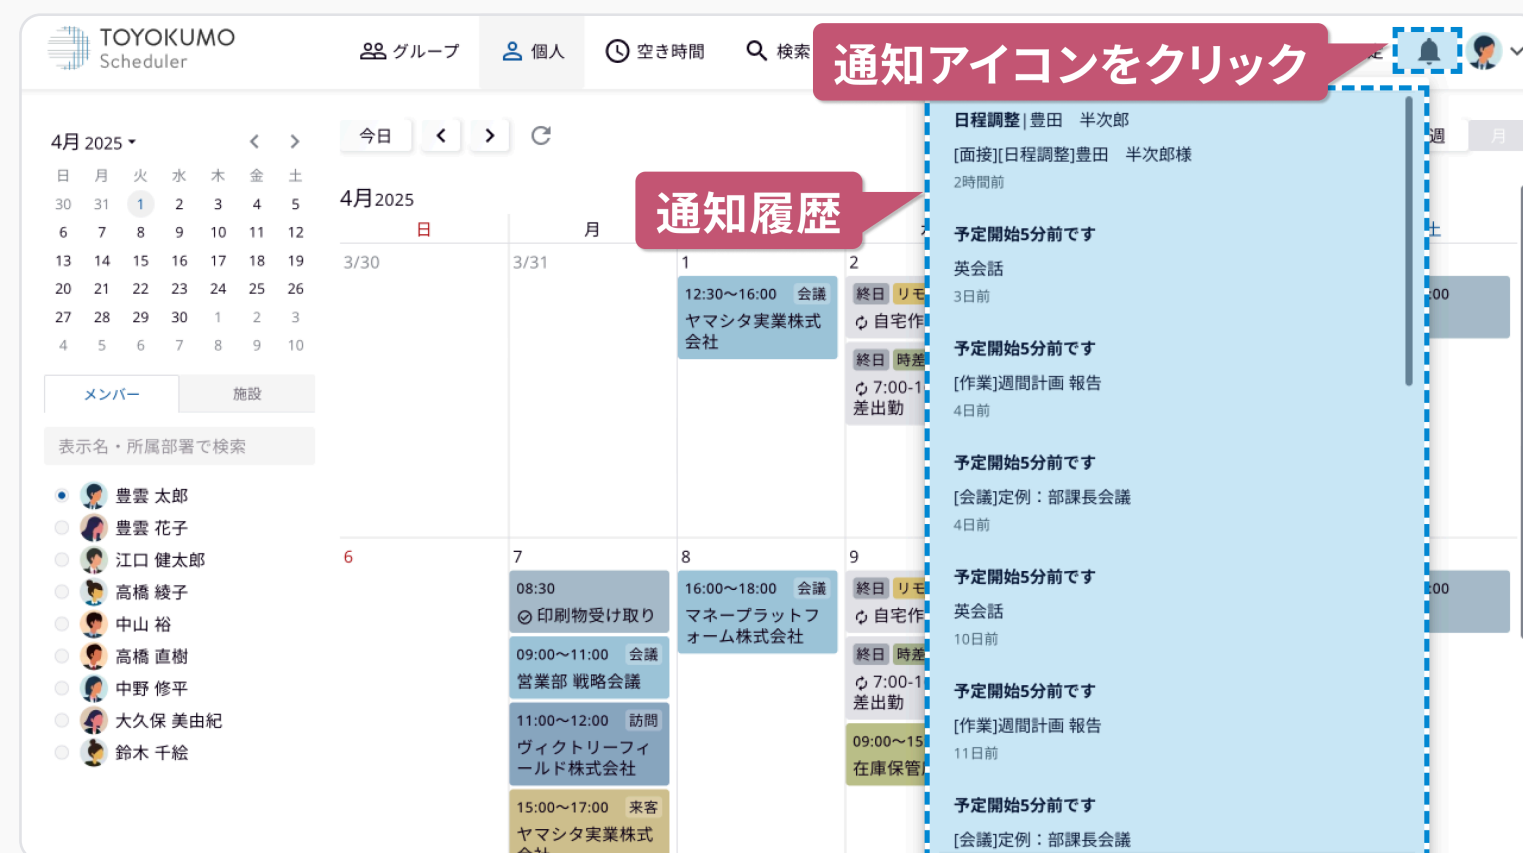 TOYOKUMO
Scheduler
グループ
個人
空き時間
検索
通知アイコンをクリック
4月 2025
日 月 火 水 木 金 土
30 31 1 2 3 4 5
6 7 8 9 10 11 12
13 14 15 16 17 18 19
20 21 22 23 24 25 26
27 28 29 30 1 2 3
4 5 6 7 8 9 10
メンバー
施設
表示名・所属部署で検索
豊雲 太郎
豊雲 花子
江口 健太郎
高橋 綾子
中山 裕
高橋 直樹
中野 修平
大久保 美由紀
鈴木 千絵
今日
週
月
4月2025
通知履歴
日 月 土
3/30
3/31
1
12:30～16:00 会議
ヤマシタ実業株式
会社
2
終日 リモ
自宅作
終日 時差
7:00-1
差出勤
:00
6
7
08:30
印刷物受け取り
09:00～11:00 会議
営業部 戦略会議
11:00～12:00 訪問
ヴィクトリーフィ
ールド株式会社
15:00～17:00 来客
ヤマシタ実業株式
8
16:00～18:00 会議
マネープラットフ
ォーム株式会社
9
終日 リモ
自宅作
終日 時差
7:00-1
差出勤
09:00～15
在庫保管
:00
日程調整|豊田　半次郎
[面接][日程調整]豊田　半次郎様
2時間前
予定開始5分前です
英会話
3日前
予定開始5分前です
[作業]週間計画 報告
4日前
予定開始5分前です
[会議]定例：部課長会議
4日前
予定開始5分前です
英会話
10日前
予定開始5分前です
[作業]週間計画 報告
11日前
予定開始5分前です
[会議]定例：部課長会議